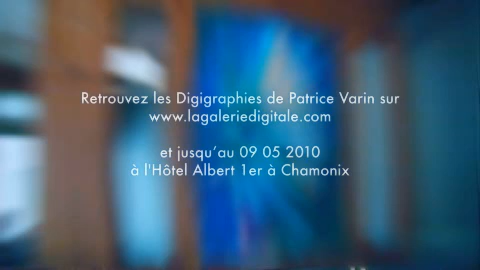 Retrouvez les Digigraphies de Patrice Varin sur
www.lagaleriedigitale.com
et jusqu’au 09 05 2010
à l'Hôtel Albert 1er à Chamonix